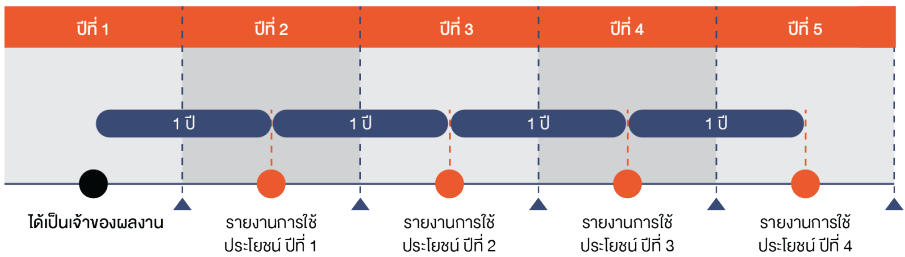 ปีที่ 1
ปีที่ 2
ปีที่ 3
ปีที่ 4
ปีที่ 5
1 ปี
1 ปี
1 ปี
1 ปี
ได้เป็นเจ้าของผลงาน
รายงานการใช้
ประโยชน์ ปีที่ 1
รายงานการใช้
ประโยชน์ ปีที่ 2
รายงานการใช้
ประโยชน์ ปีที่ 3
รายงานการใช้
ประโยชน์ ปีที่ 4